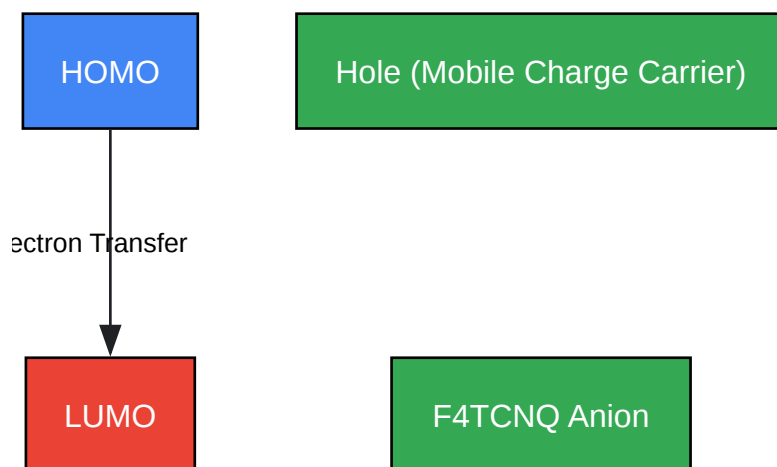 HOMO
Hole (Mobile Charge Carrier)
ectron Transfer
LUMO
F4TCNQ Anion